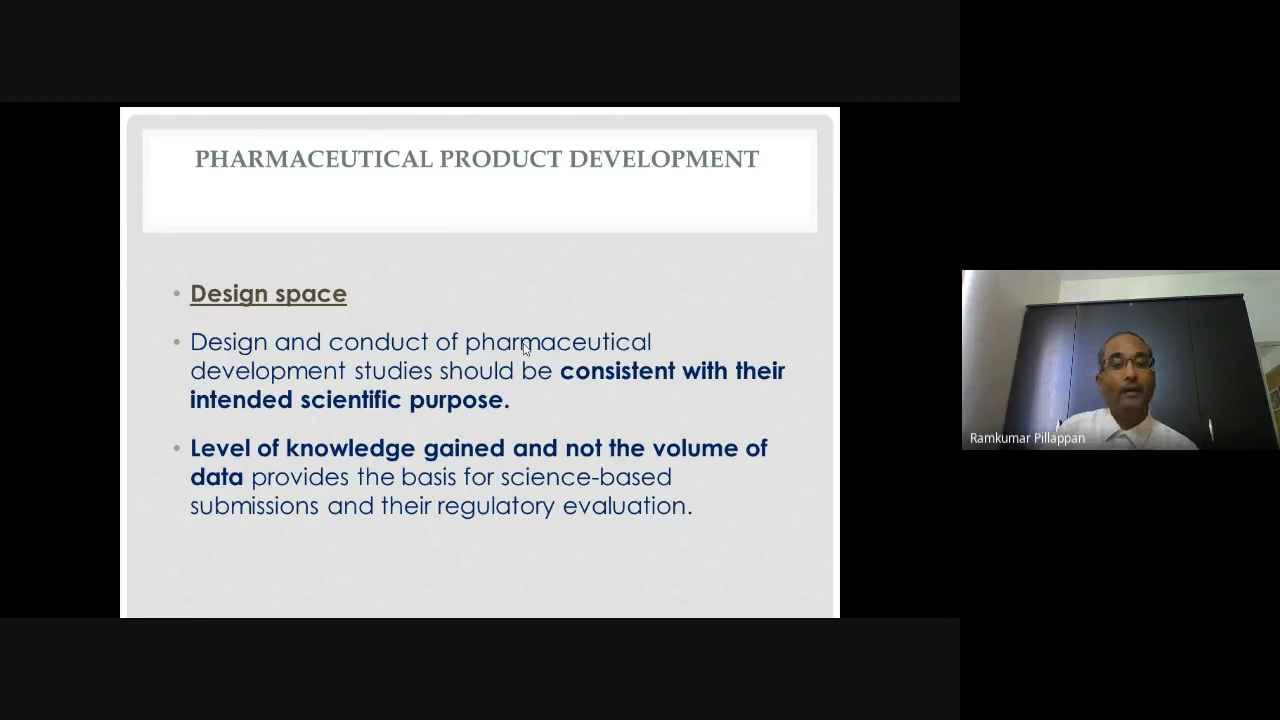 PHARMACEUTICAL PRODUCT DEVELOPMENT
• Design space
• Design and conduct of pharmaceutical
development studies should be consistent with their
intended scientific purpose.
• Level of knowledge gained and not the volume of
data provides the basis for science-based
submissions and their regulatory evaluation.
Ramkumar Pillappan